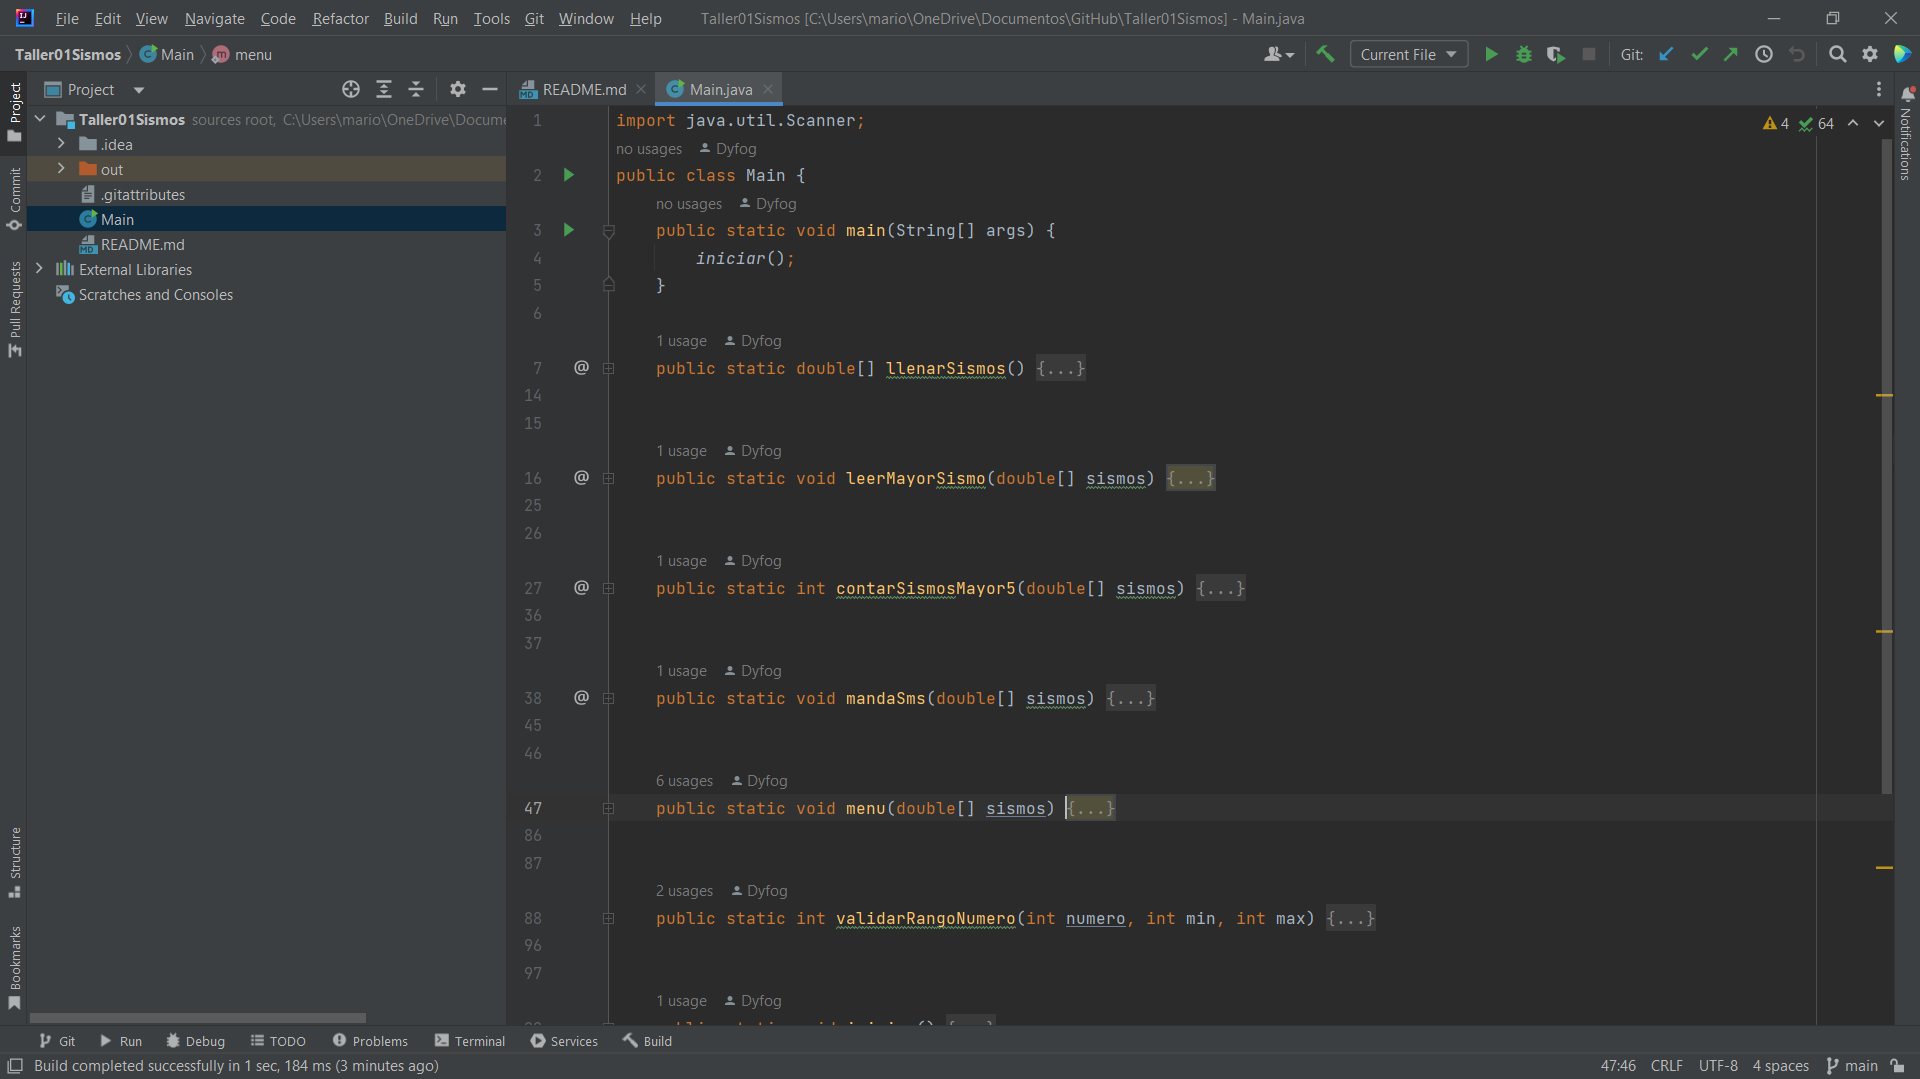 File Edit View Navigate Code Refactor Build Run Tools Git Window Help Taller01Sismos [C:\Users\mario\OneDrive\Documentos\GitHub\Taller01Sismos] - Main.java
Taller01Sismos Main menu Current File Git:
Project README.md Main.java
Taller01Sismos sources root, C:\Users\mario\OneDrive\Docume
.idea
out
.gitattributes
Main
README.md
External Libraries
Scratches and Consoles
Project
Commit
Pull Requests
Structure
Bookmarks
Notifications
4 64
1 import java.util.Scanner;
no usages Dyfog
2 public class Main {
no usages Dyfog
3 public static void main(String[] args) {
4 iniciar();
5 }
6
1 usage Dyfog
7 public static double[] llenarSismos() {...}
14
15
1 usage Dyfog
16 public static void leerMayorSismo(double[] sismos) {...}
25
26
1 usage Dyfog
27 public static int contarSismosMayor5(double[] sismos) {...}
36
37
1 usage Dyfog
38 public static void mandaSms(double[] sismos) {...}
45
46
6 usages Dyfog
47 public static void menu(double[] sismos) {...}
86
87
2 usages Dyfog
88 public static int validarRangoNumero(int numero, int min, int max) {...}
96
97
1 usage Dyfog
Git Run Debug TODO Problems Terminal Services Build
Build completed successfully in 1 sec, 184 ms (3 minutes ago) 47:46 CRLF UTF-8 4 spaces main